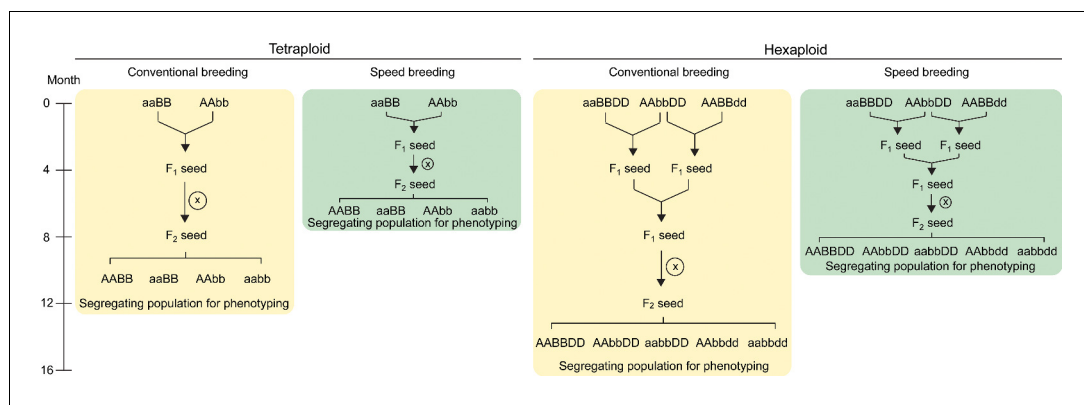 Tetraploid
Hexaploid
Conventional breeding
Speed breeding
Conventional breeding
Speed breeding
Month
0
4
8
12
16
aaBB AAbb
F1 seed
x
F2 seed
AABB aaBB AAbb aabb
Segregating population for phenotyping
aaBB AAbb
F1 seed
x
F2 seed
AABB aaBB AAbb aabb
Segregating population for phenotyping
aaBBDD AAbbDD AABBdd
F1 seed F1 seed
F1 seed
x
F2 seed
AABBDD AAbbDD aabbDD AAbbdd aabbdd
Segregating population for phenotyping
aaBBDD AAbbDD AABBdd
F1 seed F1 seed
F1 seed
x
F2 seed
AABBDD AAbbDD aabbDD AAbbdd aabbdd
Segregating population for phenotyping